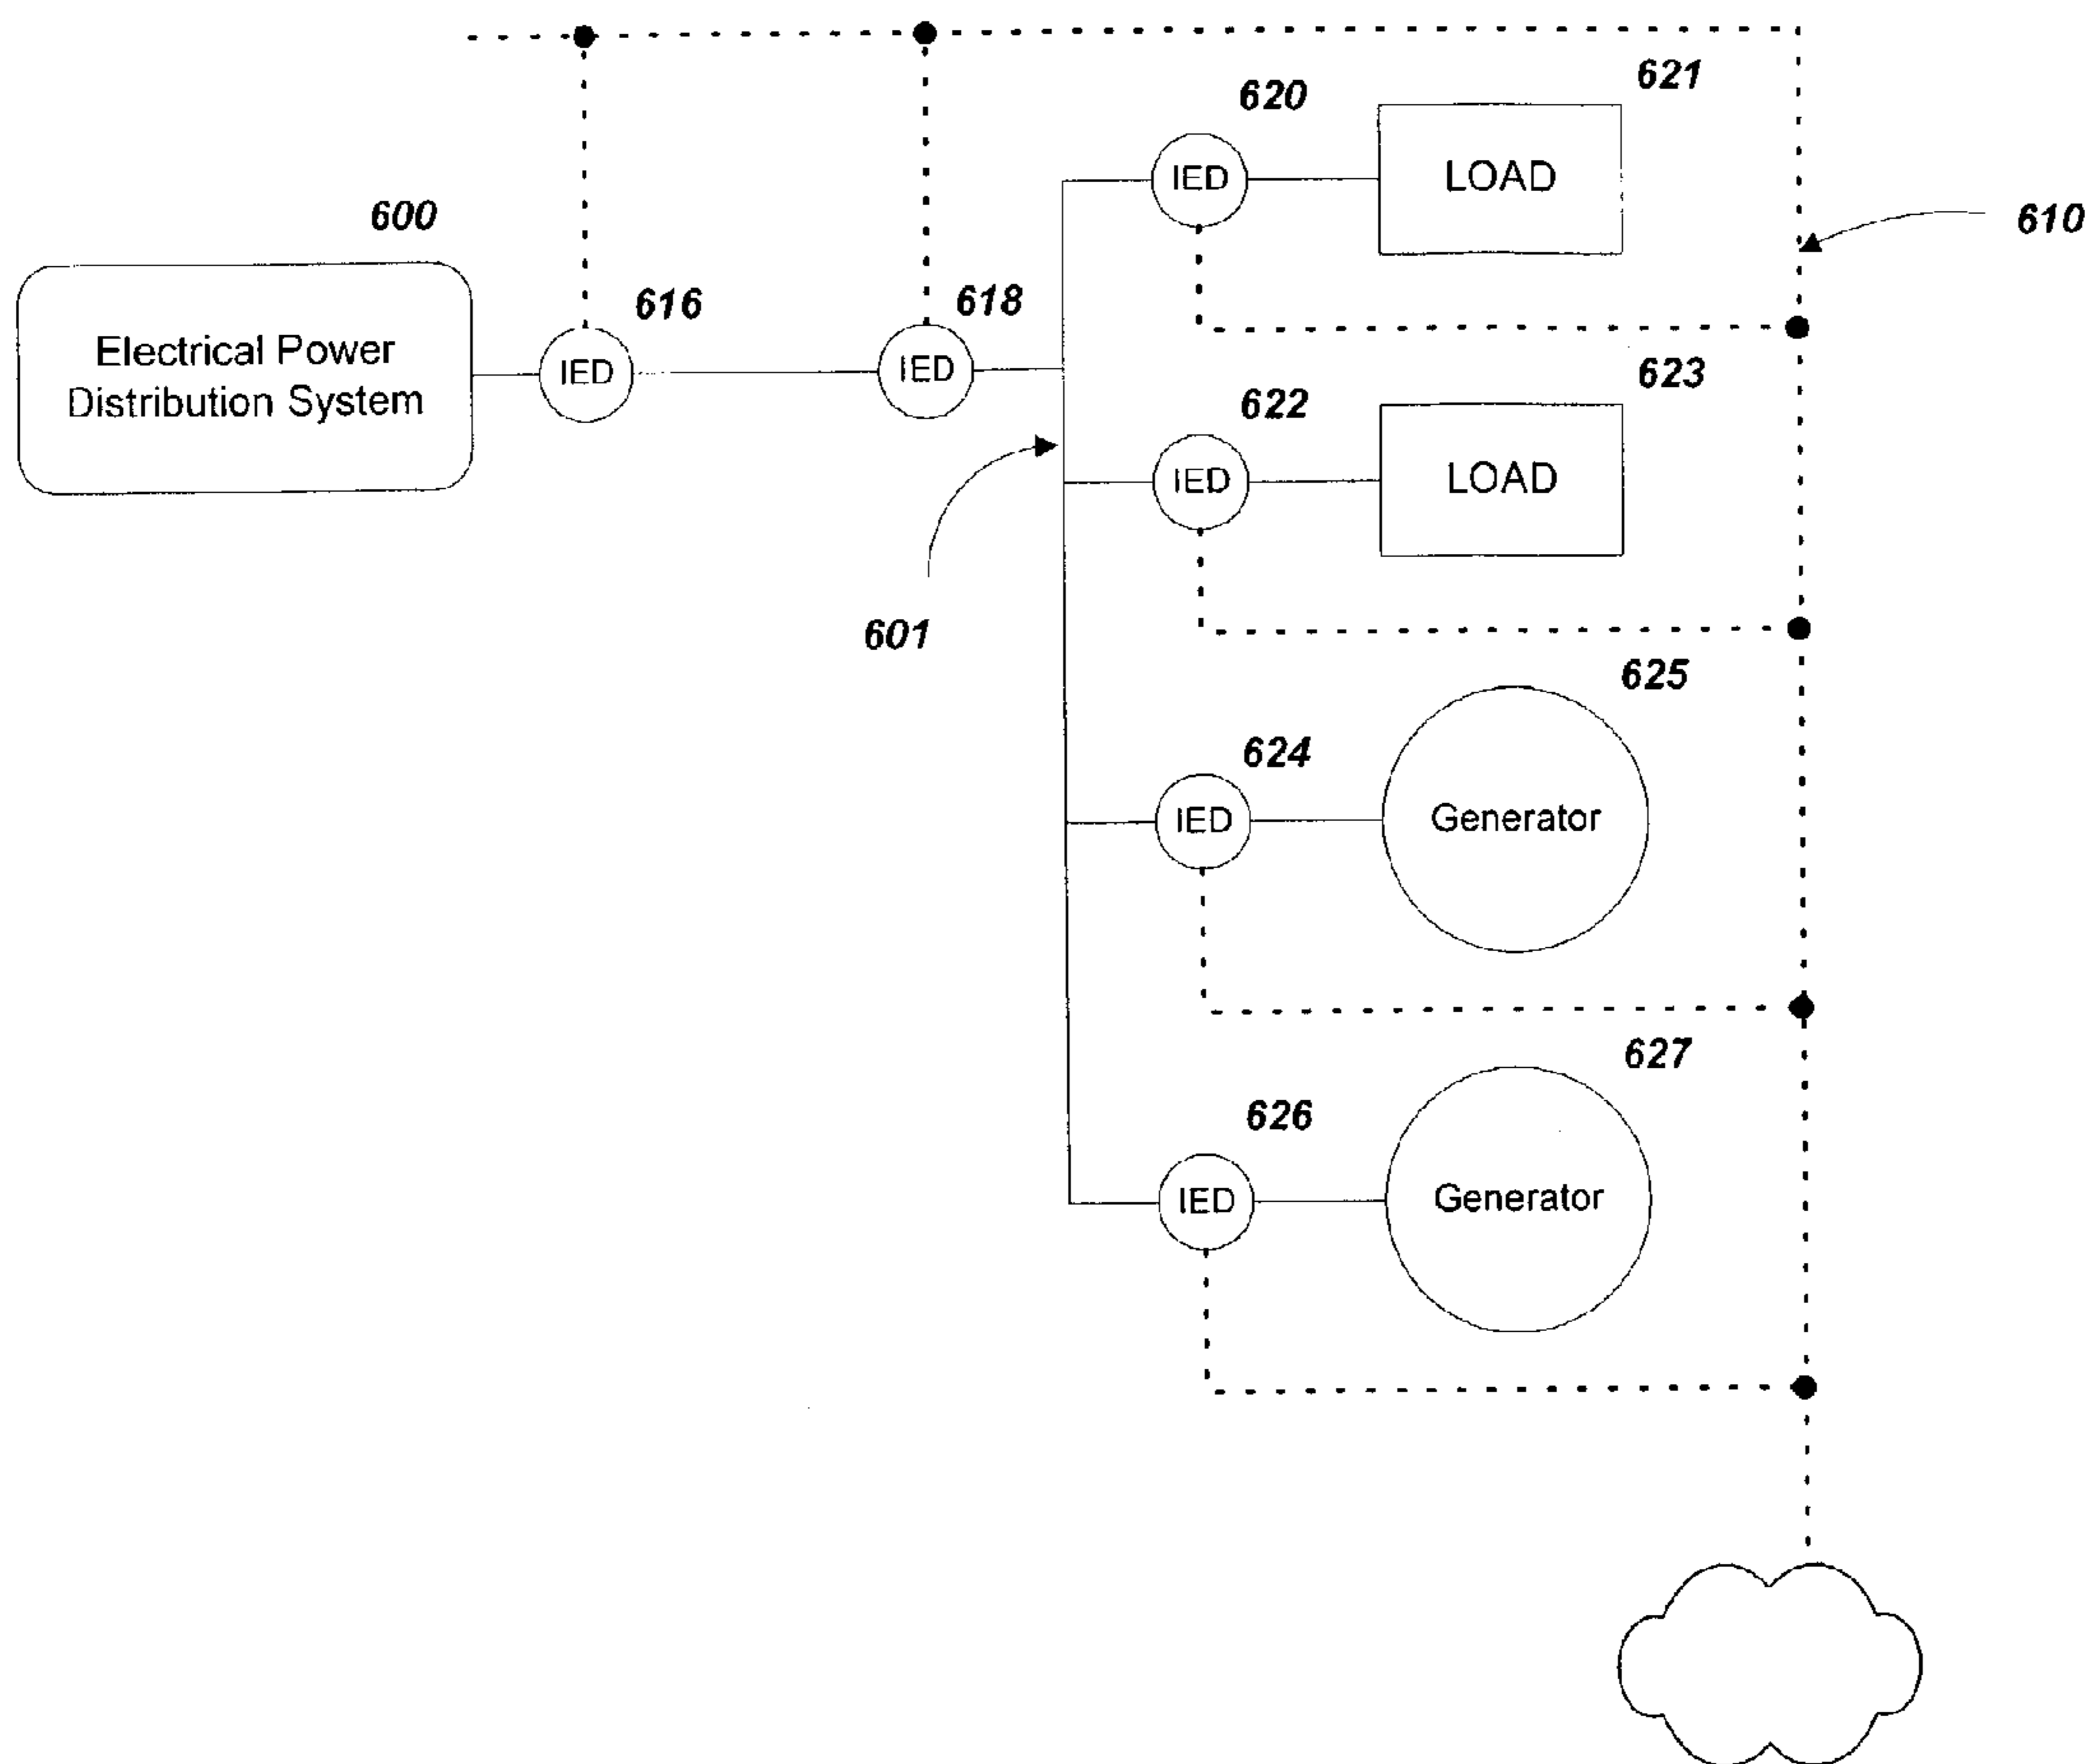 621
620
IED
LOAD
600
610
616
618
Electrical Power
Distribution System
IED
IED
623
622
IED
LOAD
601
625
624
IED
Generator
627
626
IED
Generator